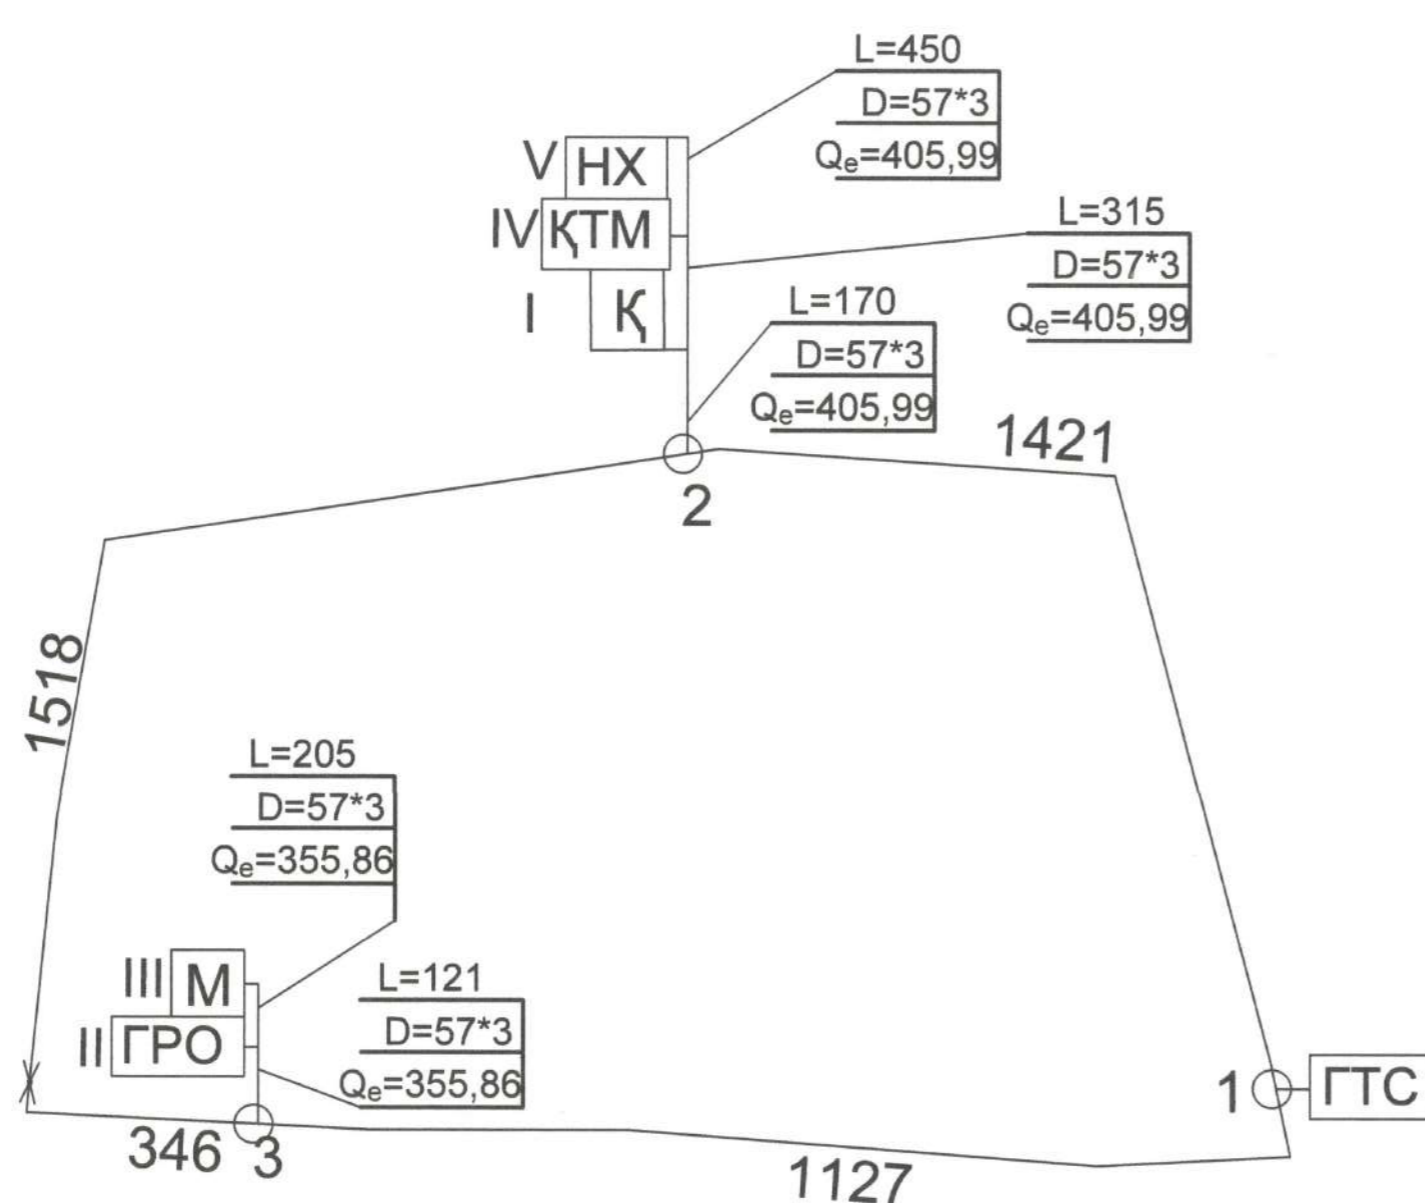 L=450
D=57*3
Qₑ=405,99
V НХ
IV ҚТМ
I Қ
L=315
D=57*3
Qₑ=405,99
L=170
D=57*3
Qₑ=405,99
1421
2
1518
L=205
D=57*3
Qₑ=355,86
III М
II ГРО
L=121
D=57*3
Qₑ=355,86
1 ГТС
346 3
1127